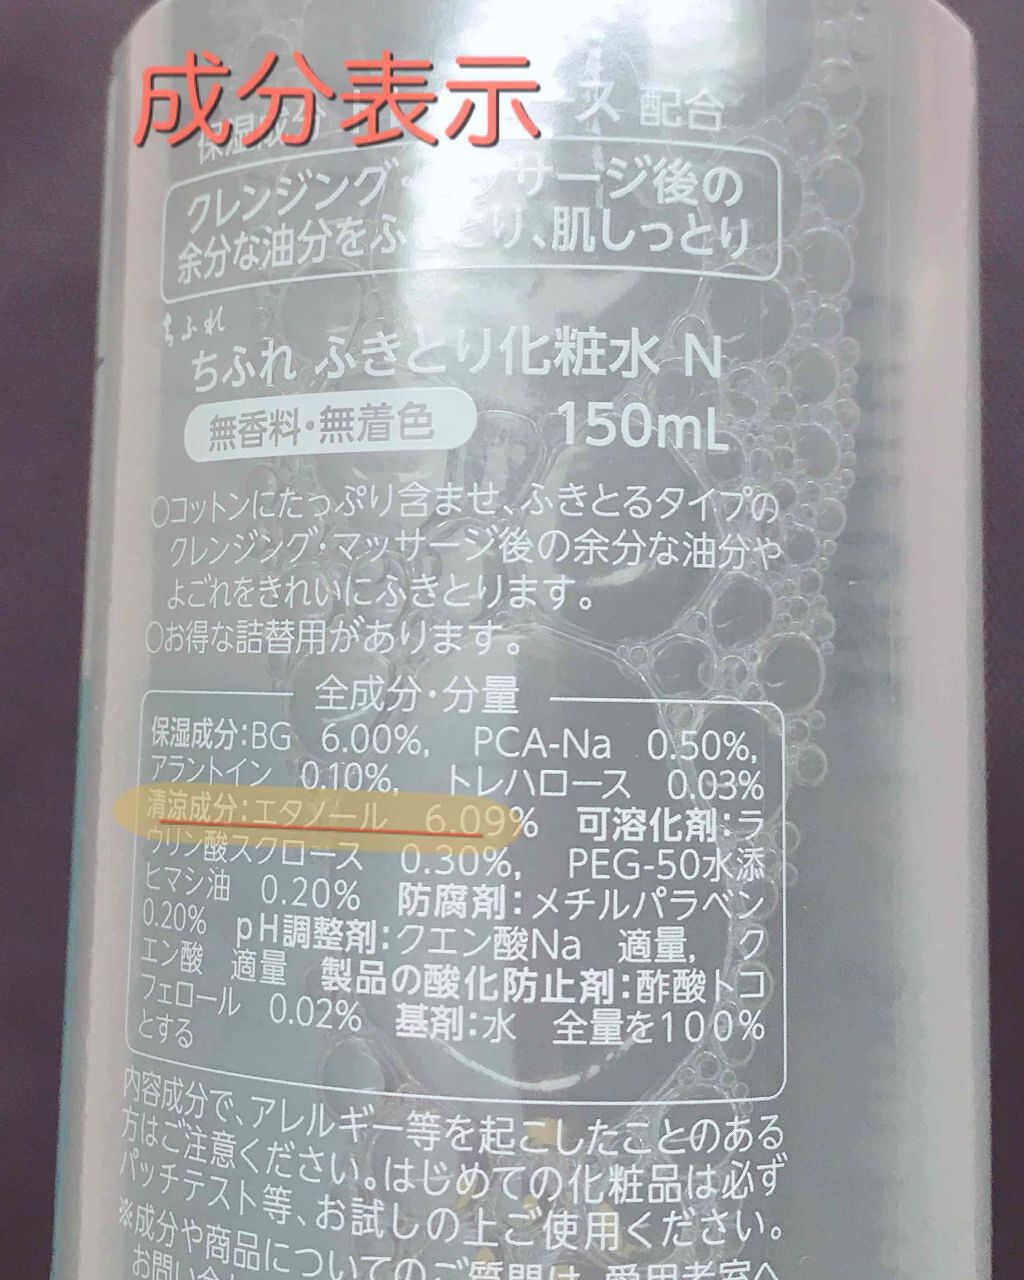 成分表示
保湿成分 ース 配合
クレンジング・ ッサージ後の
余分な油分をふ とり、肌しっとり
ちふれ
ちふれ ふきとり化粧水 N
無香料・無着色 150mL
○コットンにたっぷり含ませ、ふきとるタイプの
クレンジング・マッサージ後の余分な油分や
よごれをきれいにふきとります。
○お得な詰替用があります。
全成分・分量
保湿成分:BG 6.00%, PCA-Na 0.50%,
アラントイン 0.10%, トレハロース 0.03%
清涼成分:エタノール 6.09% 可溶化剤:ラ
ウリン酸スクロース 0.30%, PEG-50水添
ヒマシ油 0.20% 防腐剤:メチルパラベン
0.20% pH調整剤:クエン酸Na 適量, ク
エン酸 適量 製品の酸化防止剤:酢酸トコ
フェロール 0.02% 基剤:水 全量を100%
とする
内容成分で、アレルギー等を起こしたことのある
方はご注意ください。はじめての化粧品は必ず
パッチテスト等、お試しの上ご使用ください。
※成分や商品についてのご質問は、愛用者室へ
お問い合